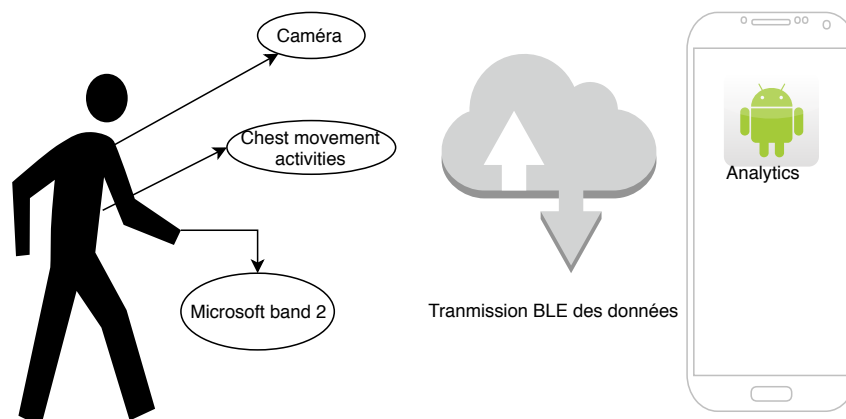 Caméra
Chest movement
activities
Microsoft band 2
Tranmission BLE des données
Analytics